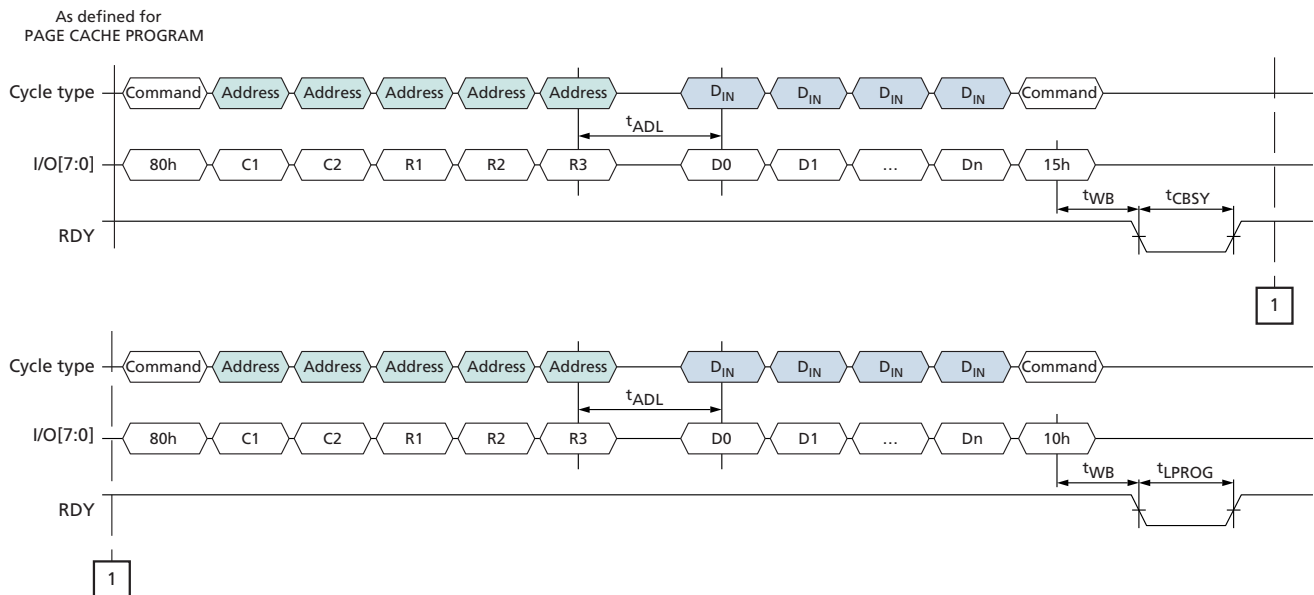 As defined for
PAGE CACHE PROGRAM
Cycle type Command Address Address Address Address Address DIN DIN DIN DIN Command
tADL
I/O[7:0] 80h C1 C2 R1 R2 R3 D0 D1 … Dn 15h
tWB tCBSY
RDY
1
Cycle type Command Address Address Address Address Address DIN DIN DIN DIN Command
tADL
I/O[7:0] 80h C1 C2 R1 R2 R3 D0 D1 … Dn 10h
tWB tLPROG
RDY
1